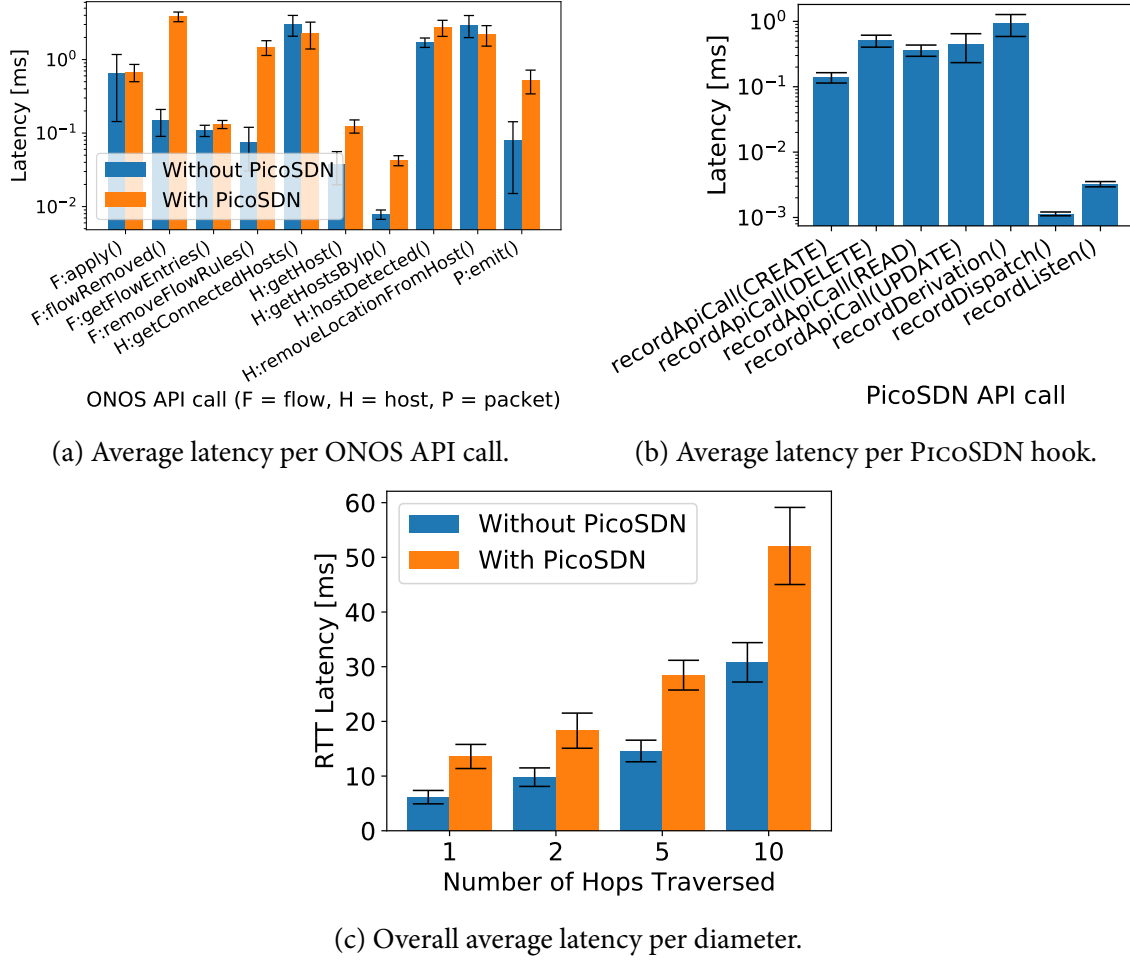 Latency [ms]
10⁰
10⁻¹
10⁻²
Without PicoSDN
With PicoSDN
F:apply()
F:flowRemoved()
F:getFlowEntries()
F:removeFlowRules()
H:getConnectedHosts()
H:getHost()
H:getHostsByIp()
H:hostDetected()
H:removeLocationFromHost()
P:emit()
ONOS API call (F = flow, H = host, P = packet)
(a) Average latency per ONOS API call.
Latency [ms]
10⁰
10⁻¹
10⁻²
10⁻³
recordApiCall(CREATE)
recordApiCall(DELETE)
recordApiCall(READ)
recordApiCall(UPDATE)
recordDerivation()
recordDispatch()
recordListen()
PicoSDN API call
(b) Average latency per PicoSDN hook.
RTT Latency [ms]
60
50
40
30
20
10
0
Without PicoSDN
With PicoSDN
1 2 5 10
Number of Hops Traversed
(c) Overall average latency per diameter.